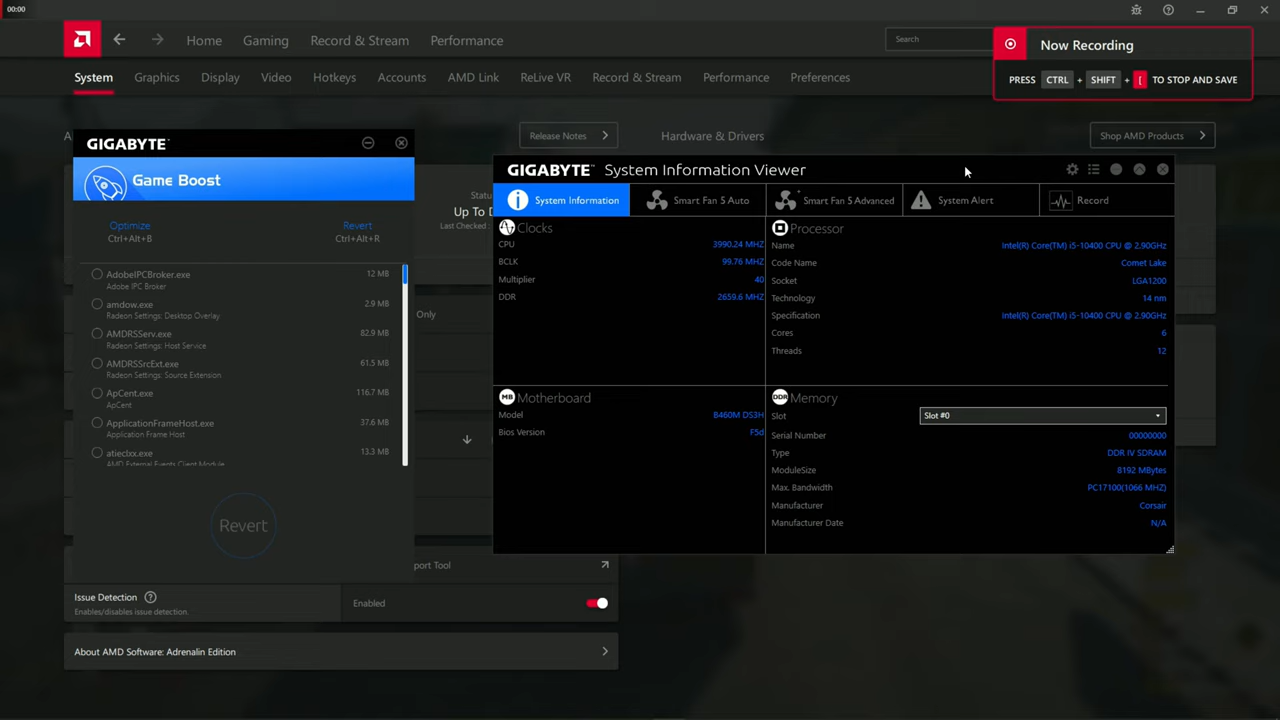 00:00
Home Gaming Record & Stream Performance
Search
Now Recording
PRESS CTRL + SHIFT + [ TO STOP AND SAVE
System Graphics Display Video Hotkeys Accounts AMD Link ReLive VR Record & Stream Performance Preferences
Release Notes
Hardware & Drivers
Shop AMD Products
GIGABYTE™
Game Boost
Optimize
Ctrl+Alt+B
Revert
Ctrl+Alt+R
AdobeIPCBroker.exe 12 MB
Adobe IPC Broker
amdow.exe 2.9 MB
Radeon Settings: Desktop Overlay
AMDRSServ.exe 82.9 MB
Radeon Settings: Host Service
AMDRSSrcExt.exe 61.5 MB
Radeon Settings: Source Extension
ApCent.exe 116.7 MB
ApCent
ApplicationFrameHost.exe 37.6 MB
Application Frame Host
atieclxx.exe 13.3 MB
AMD External Events Client Module
Revert
Only
GIGABYTE™ System Information Viewer
System Information Smart Fan 5 Auto Smart Fan 5 Advanced System Alert Record
Clocks
CPU 3990.24 MHZ
BCLK 99.76 MHZ
Multiplier 40
DDR 2659.6 MHZ
Processor
Name Intel(R) Core(TM) i5-10400 CPU @ 2.90GHz
Code Name Comet Lake
Socket LGA1200
Technology 14 nm
Specification Intel(R) Core(TM) i5-10400 CPU @ 2.90GHz
Cores 6
Threads 12
MB Motherboard
Model B460M DS3H
Bios Version F5d
DDR Memory
Slot Slot #0
Serial Number 00000000
Type DDR IV SDRAM
ModuleSize 8192 MBytes
Max. Bandwidth PC17100(1066 MHZ)
Manufacturer Corsair
Manufacturer Date N/A
port Tool
Issue Detection
Enables/disables issue detection.
Enabled
About AMD Software: Adrenalin Edition